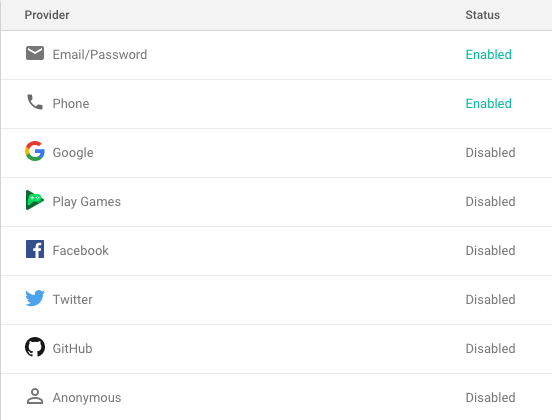 Provider Status
Email/Password Enabled
Phone Enabled
Google Disabled
Play Games Disabled
Facebook Disabled
Twitter Disabled
GitHub Disabled
Anonymous Disabled